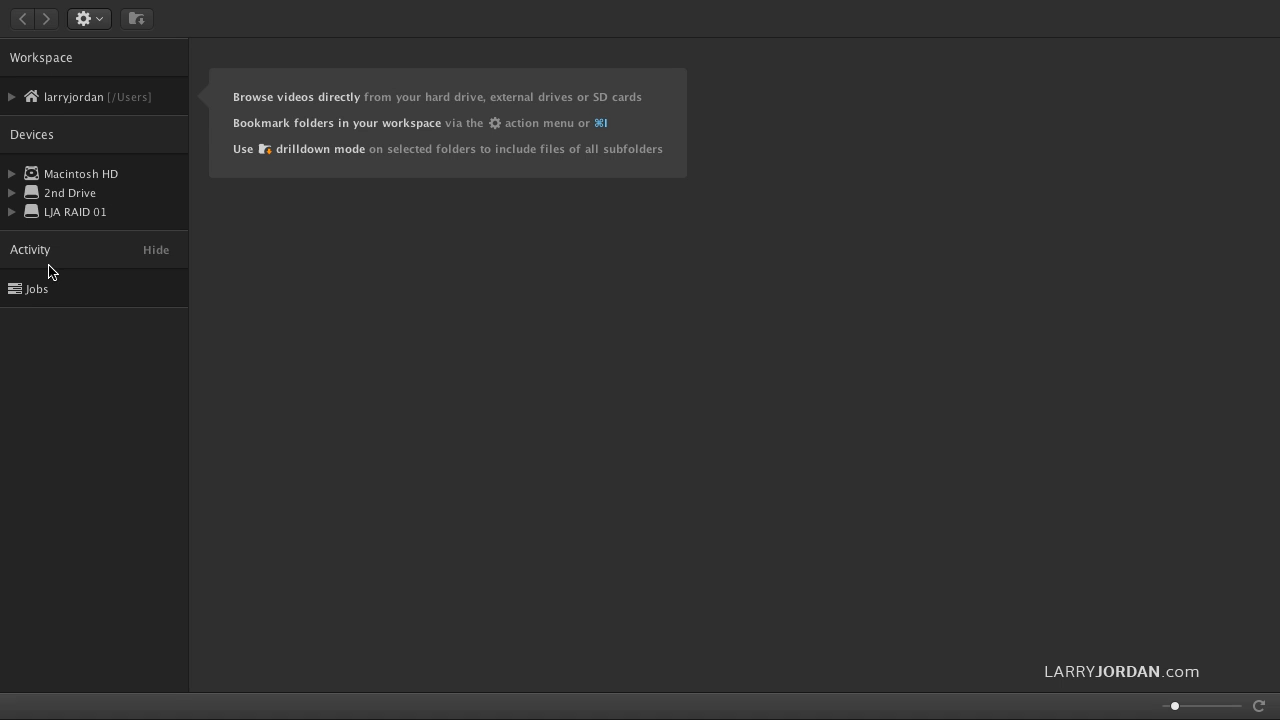 Workspace
larryjordan [/Users]
Devices
Macintosh HD
2nd Drive
LJA RAID 01
Activity Hide
Jobs
Browse videos directly from your hard drive, external drives or SD cards
Bookmark folders in your workspace via the action menu or ⌘I
Use drilldown mode on selected folders to include files of all subfolders
LARRYJORDAN.com